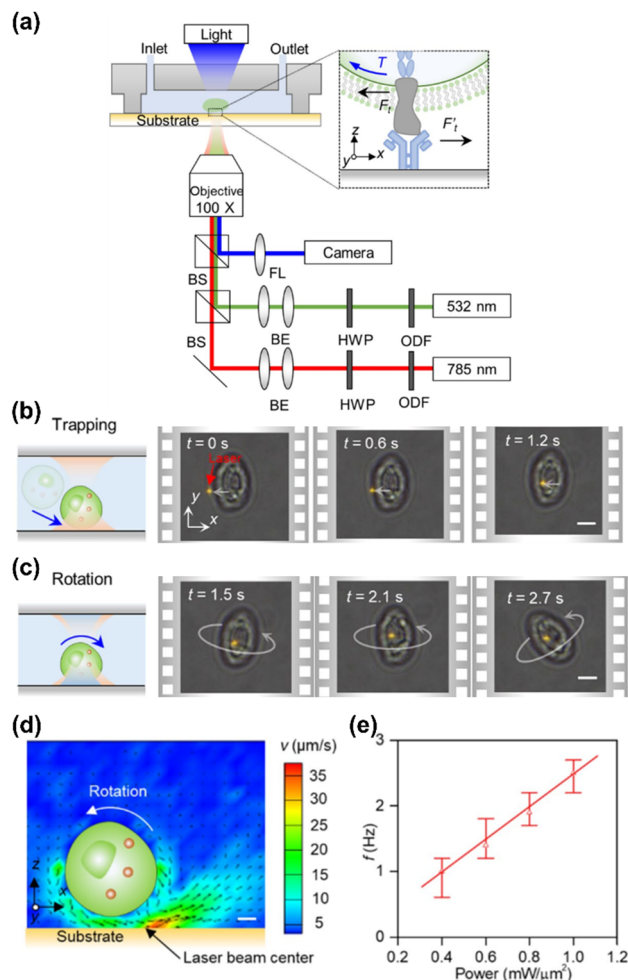 (a)
Light
Inlet
Outlet
Substrate
T
Ft
F't
z
y
x
Objective
100 X
Camera
BS
FL
532 nm
BS
BE
HWP
ODF
785 nm
BE
HWP
ODF
(b)
Trapping
t = 0 s
Laser
y
x
t = 0.6 s
t = 1.2 s
(c)
Rotation
t = 1.5 s
t = 2.1 s
t = 2.7 s
(d)
v (μm/s)
Rotation
35
30
25
20
15
10
5
z
x
y
Substrate
Laser beam center
(e)
3
2
1
0
f (Hz)
0.2 0.4 0.6 0.8 1.0 1.2
Power (mW/μm²)